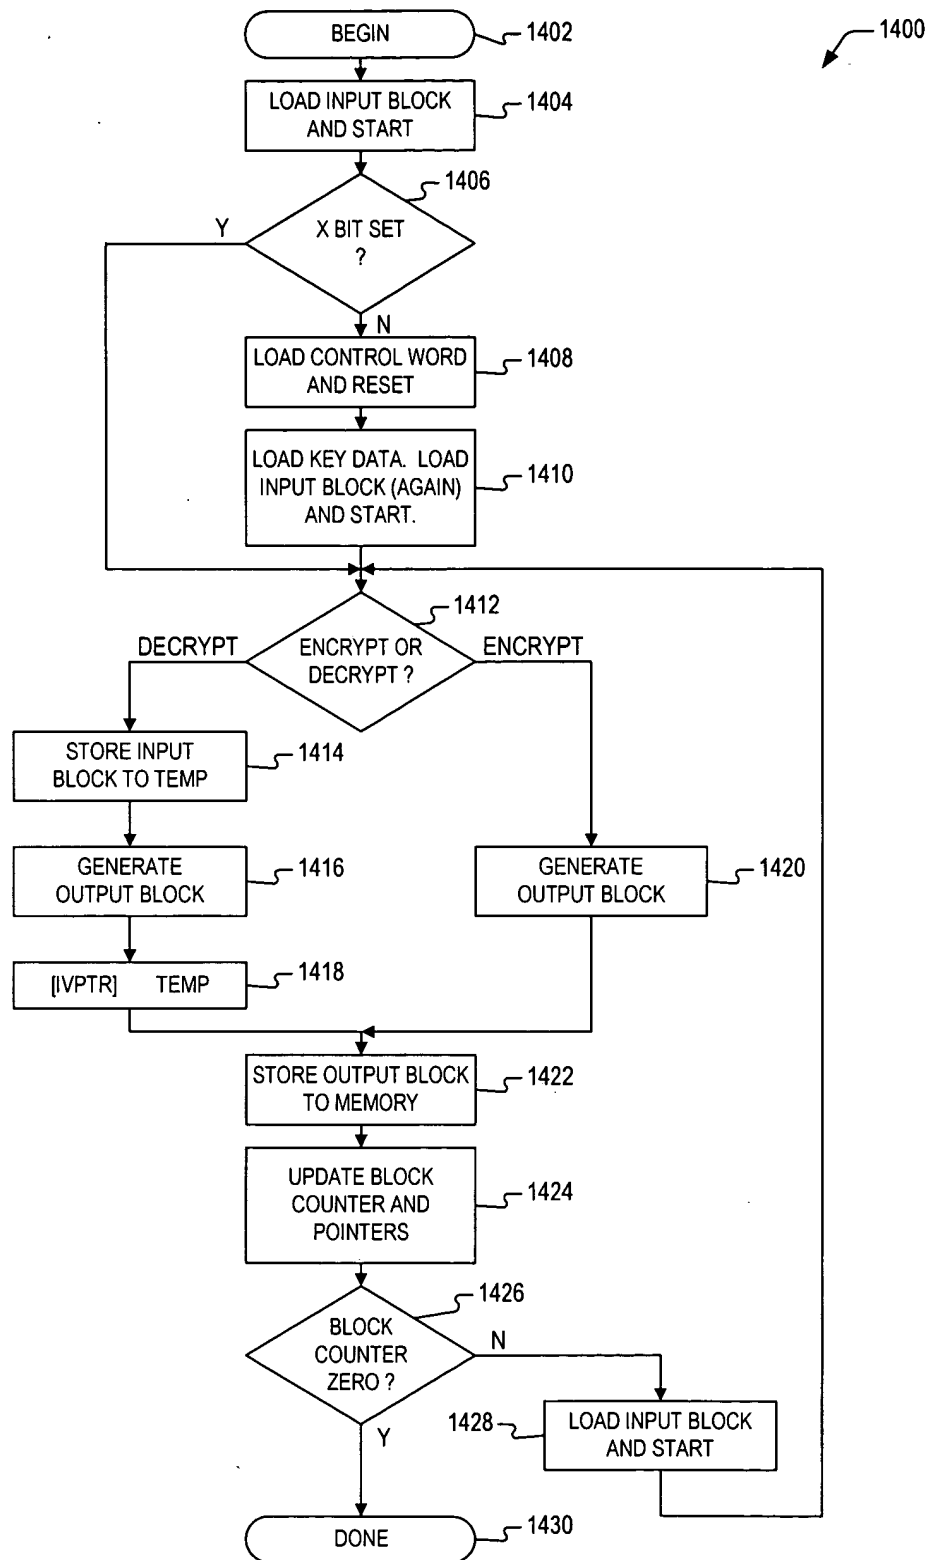 BEGIN
1402
1400
LOAD INPUT BLOCK
AND START
1404
1406
X BIT SET
?
Y
N
LOAD CONTROL WORD
AND RESET
1408
LOAD KEY DATA. LOAD
INPUT BLOCK (AGAIN)
AND START.
1410
1412
ENCRYPT OR
DECRYPT ?
DECRYPT
ENCRYPT
STORE INPUT
BLOCK TO TEMP
1414
GENERATE
OUTPUT BLOCK
1416
GENERATE
OUTPUT BLOCK
1420
[IVPTR] TEMP
1418
STORE OUTPUT BLOCK
TO MEMORY
1422
UPDATE BLOCK
COUNTER AND
POINTERS
1424
1426
BLOCK
COUNTER
ZERO ?
N
Y
1428
LOAD INPUT BLOCK
AND START
DONE
1430